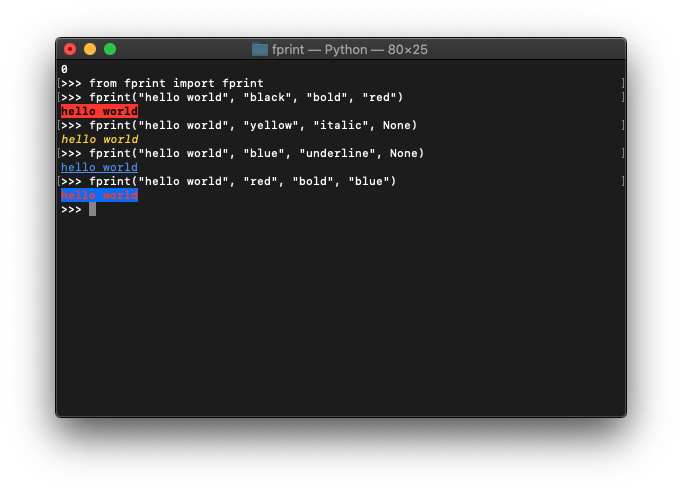 fprint — Python — 80×25
0
[>>> from fprint import fprint ]
[>>> fprint("hello world", "black", "bold", "red") ]
hello world
[>>> fprint("hello world", "yellow", "italic", None) ]
hello world
[>>> fprint("hello world", "blue", "underline", None) ]
hello world
[>>> fprint("hello world", "red", "bold", "blue") ]
hello world
>>>